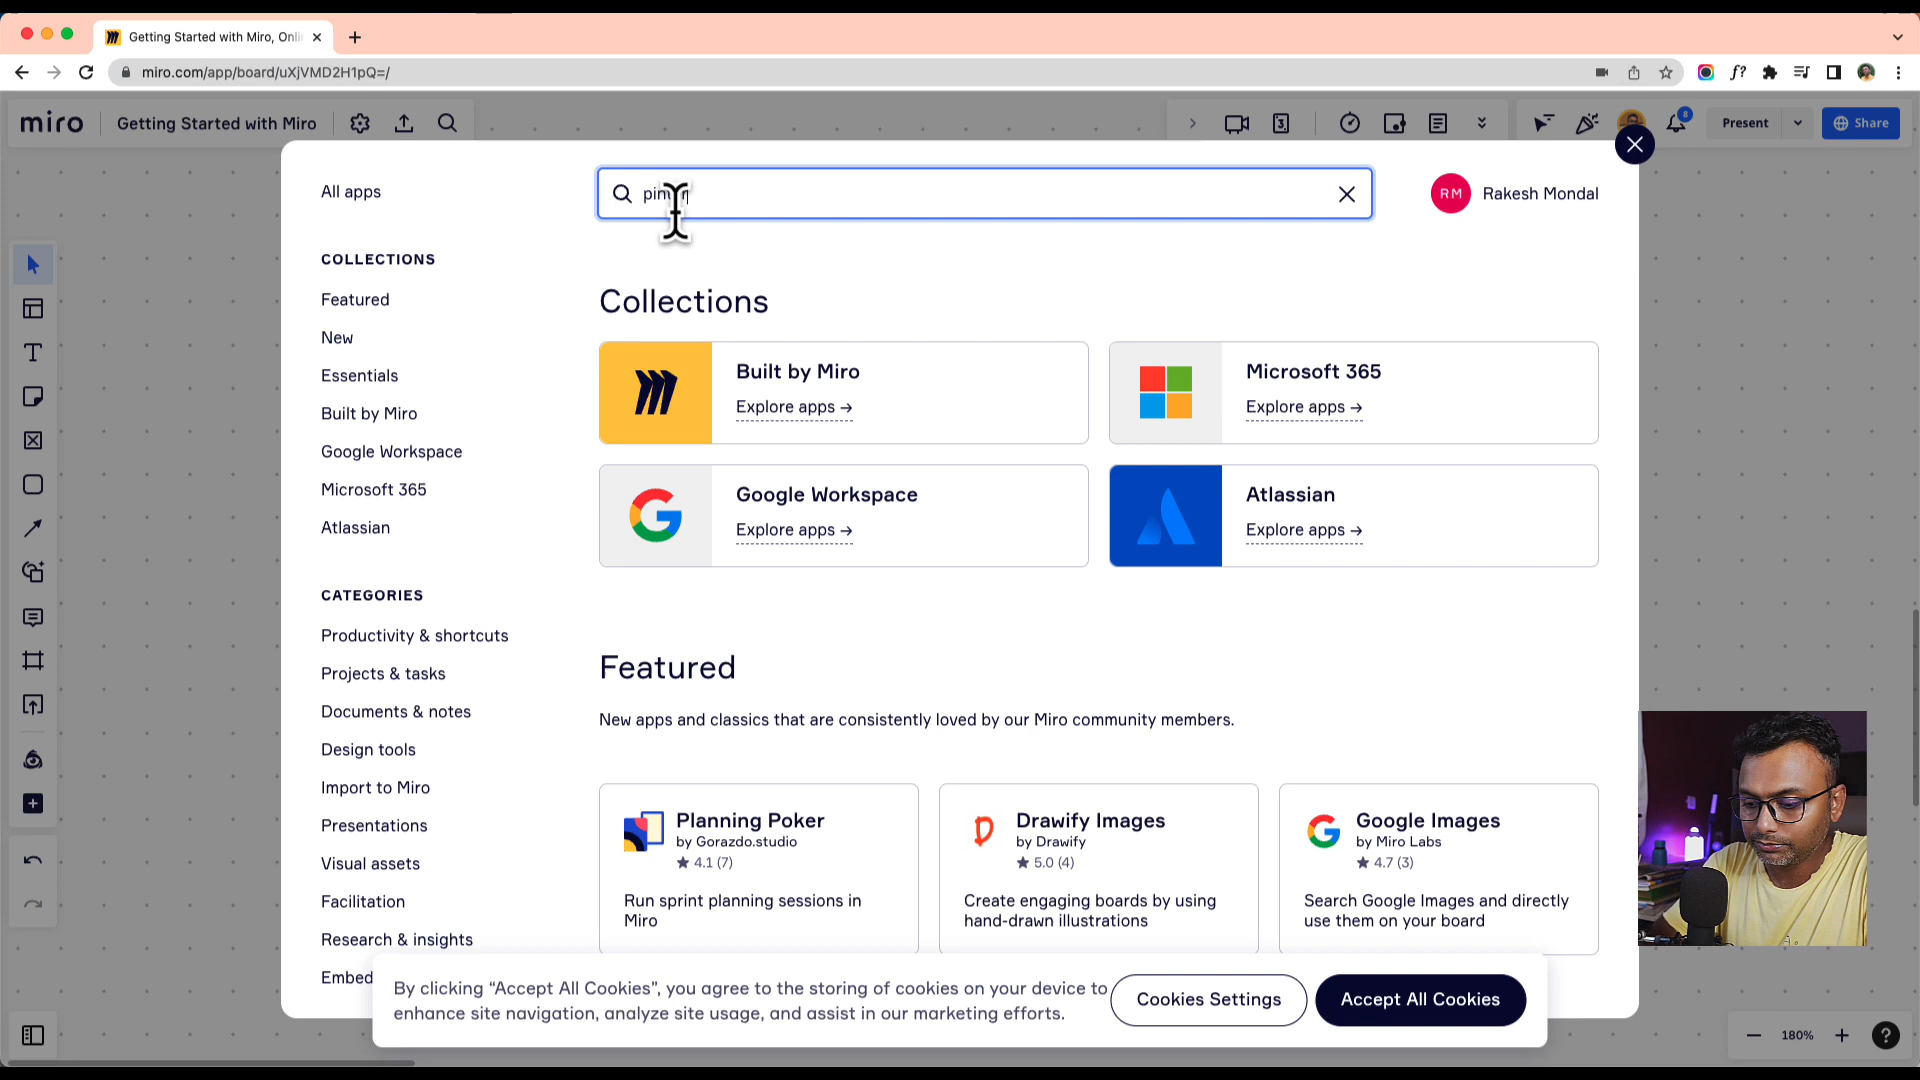 Getting Started with Miro, Onli
miro.com/app/board/uXjVMD2H1pQ=/
miro
Getting Started with Miro
3
8
Present
Share
All apps
RM
Rakesh Mondal
COLLECTIONS
Featured
New
Essentials
Built by Miro
Google Workspace
Microsoft 365
Atlassian
CATEGORIES
Productivity & shortcuts
Projects & tasks
Documents & notes
Design tools
Import to Miro
Presentations
Visual assets
Facilitation
Research & insights
Embed
Collections
Built by Miro
Explore apps →
Microsoft 365
Explore apps →
Google Workspace
Explore apps →
Atlassian
Explore apps →
Featured
New apps and classics that are consistently loved by our Miro community members.
Planning Poker
by Gorazdo.studio
★ 4.1 (7)
Run sprint planning sessions in
Miro
Drawify Images
by Drawify
★ 5.0 (4)
Create engaging boards by using
hand-drawn illustrations
Google Images
by Miro Labs
★ 4.7 (3)
Search Google Images and directly
use them on your board
By clicking “Accept All Cookies”, you agree to the storing of cookies on your device to
enhance site navigation, analyze site usage, and assist in our marketing efforts.
Cookies Settings
Accept All Cookies
180%